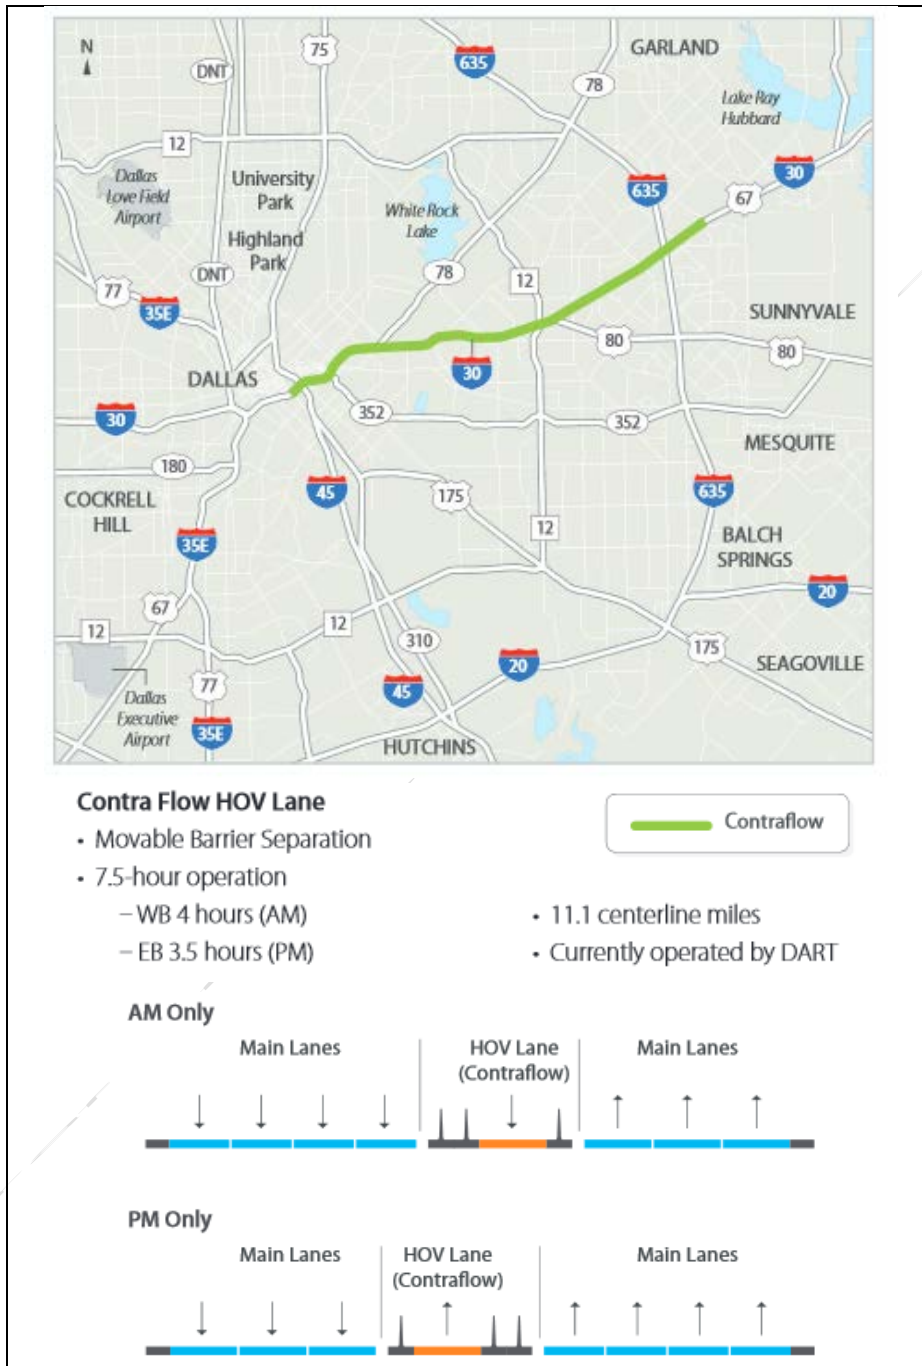 N
75
635
GARLAND
DNT
78
Lake Ray
Hubbard
12
30
Dallas
Love Field
Airport
University
Park
635
67
White Rock
Lake
Highland
Park
DNT
78
12
77
35E
SUNNYVALE
80
80
30
DALLAS
30
352
352
MESQUITE
180
COCKRELL
HILL
45
175
635
12
35E
BALCH
SPRINGS
20
67
12
12
310
175
20
SEAGOVILLE
77
45
Dallas
Executive
Airport
35E
HUTCHINS
Contra Flow HOV Lane
• Movable Barrier Separation
• 7.5-hour operation
– WB 4 hours (AM)
– EB 3.5 hours (PM)
Contraflow
• 11.1 centerline miles
• Currently operated by DART
AM Only
Main Lanes
HOV Lane
(Contraflow)
Main Lanes
PM Only
Main Lanes
HOV Lane
(Contraflow)
Main Lanes